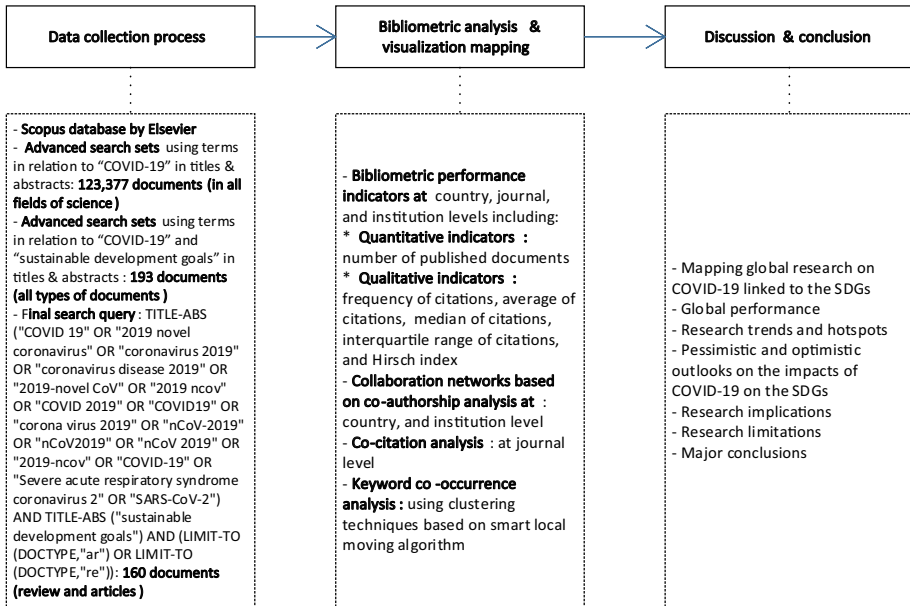 Data collection process
Bibliometric analysis & visualization mapping
Discussion & conclusion
- Scopus database by Elsevier
- Advanced search sets using terms
in relation to “COVID-19” in titles &
abstracts: 123,377 documents (in all
fields of science)
- Advanced search sets using terms
in relation to “COVID-19” and
“sustainable development goals” in
titles & abstracts : 193 documents
(all types of documents )
- Final search query : TITLE-ABS
("COVID 19" OR "2019 novel
coronavirus" OR "coronavirus 2019"
OR "coronavirus disease 2019" OR
"2019-novel CoV" OR "2019 ncov"
OR "COVID 2019" OR "COVID19" OR
"corona virus 2019" OR "nCoV-2019"
OR "nCoV2019" OR "nCoV 2019" OR
"2019-ncov" OR "COVID-19" OR
"Severe acute respiratory syndrome
coronavirus 2" OR "SARS-CoV-2")
AND TITLE-ABS ("sustainable
development goals") AND (LIMIT-TO
(DOCTYPE,"ar") OR LIMIT-TO
(DOCTYPE,"re")): 160 documents
(review and articles )
- Bibliometric performance
indicators at country, journal,
and institution levels including:
* Quantitative indicators :
number of published documents
* Qualitative indicators :
frequency of citations, average of
citations, median of citations,
interquartile range of citations,
and Hirsch index
- Collaboration networks based
on co-authorship analysis at :
country, and institution level
- Co-citation analysis : at journal
level
- Keyword co -occurrence
analysis : using clustering
techniques based on smart local
moving algorithm
- Mapping global research on
COVID-19 linked to the SDGs
- Global performance
- Research trends and hotspots
- Pessimistic and optimistic
outlooks on the impacts of
COVID-19 on the SDGs
- Research implications
- Research limitations
- Major conclusions